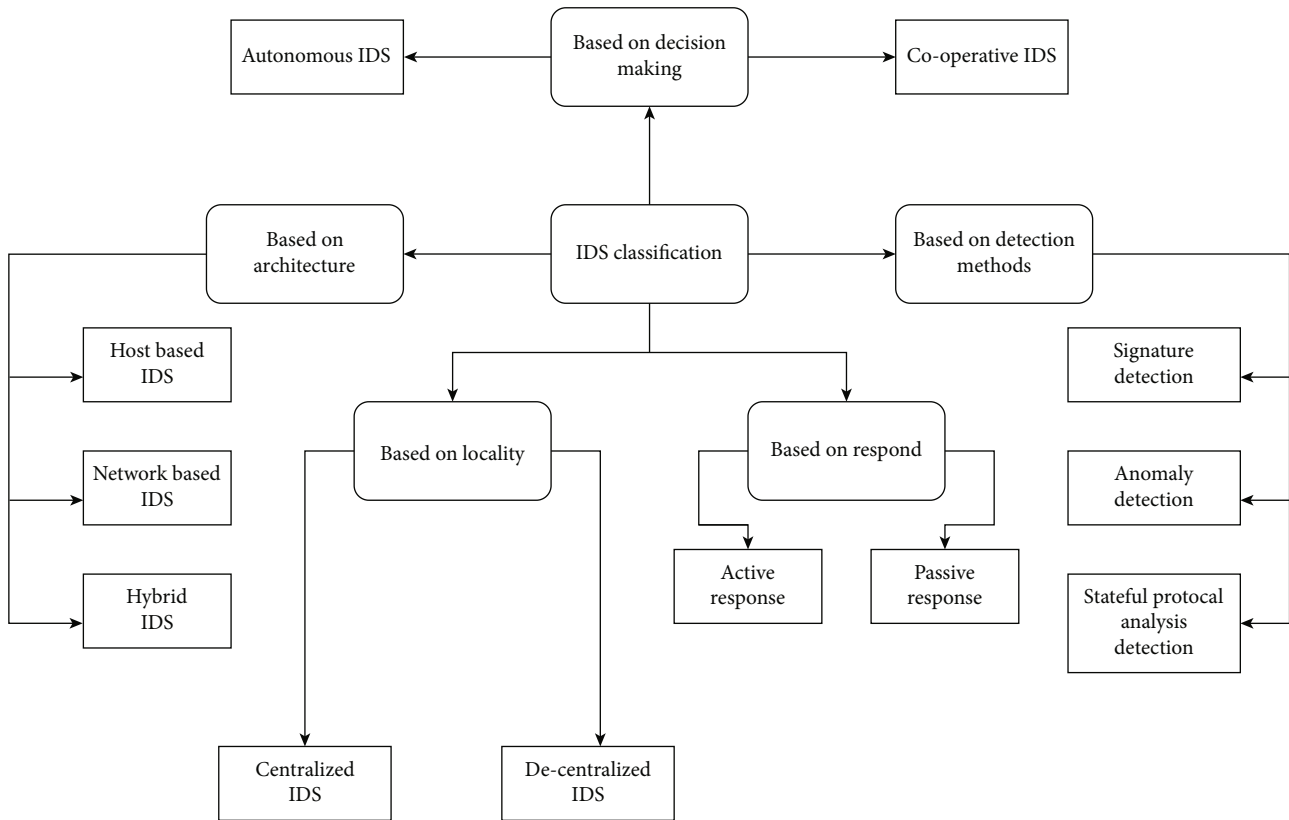 Autonomous IDS
Based on decision
making
Co-operative IDS
Based on
architecture
IDS classification
Based on detection
methods
Host based
IDS
Network based
IDS
Hybrid
IDS
Based on locality
Based on respond
Signature
detection
Anomaly
detection
Stateful protocal
analysis
detection
Active
response
Passive
response
Centralized
IDS
De-centralized
IDS